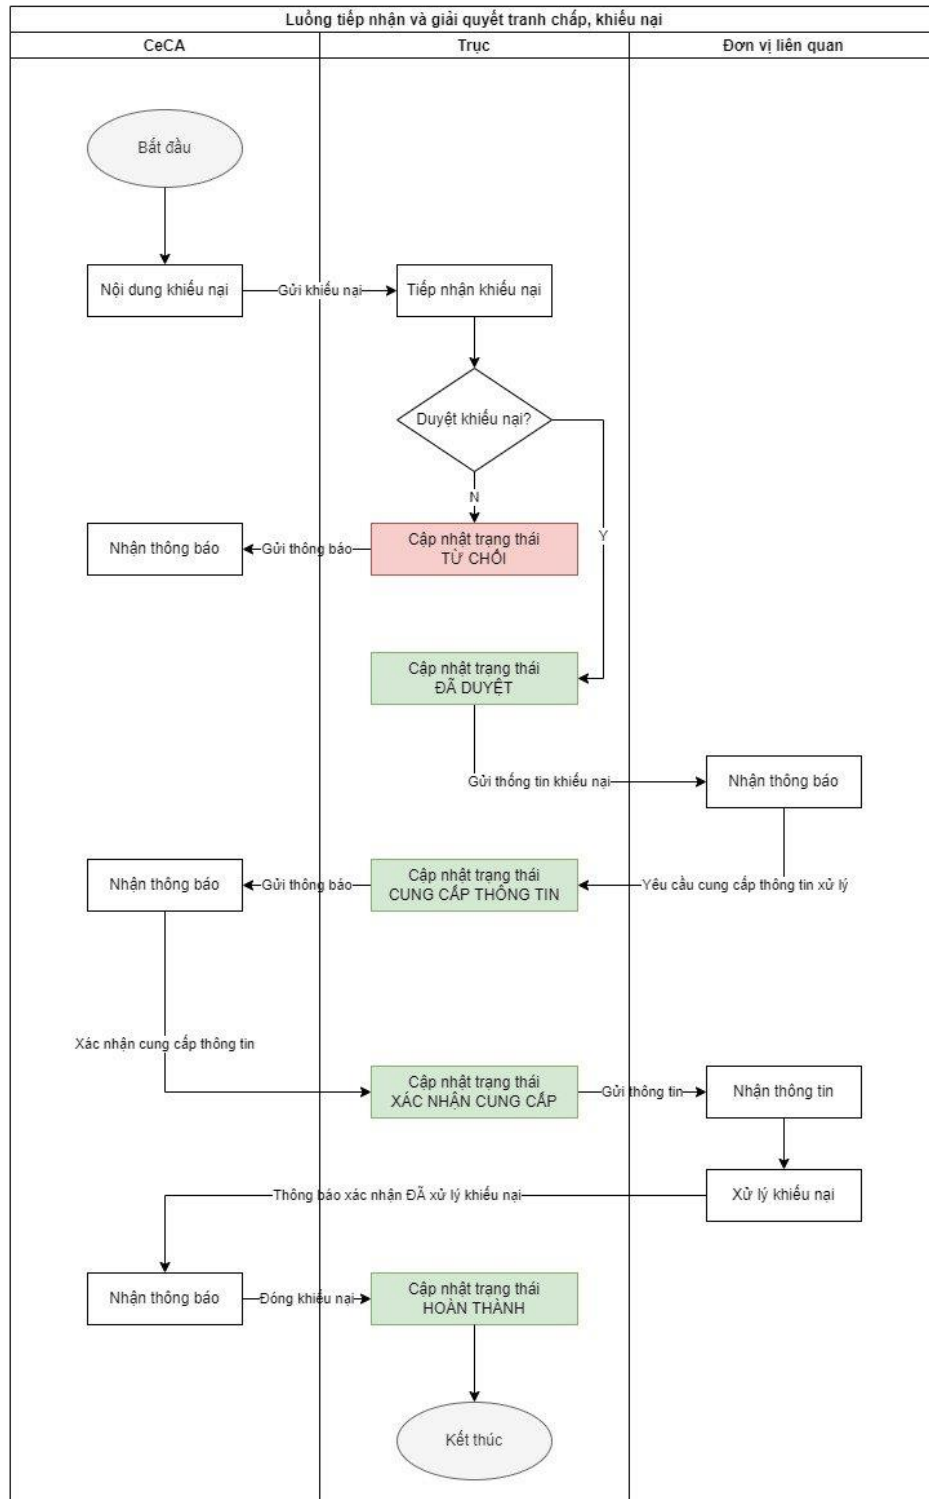 Luồng tiếp nhận và giải quyết tranh chấp, khiếu nại
CeCA
Trục
Đơn vị liên quan
Bắt đầu
Nội dung khiếu nại
Gửi khiếu nại
Tiếp nhận khiếu nại
Duyệt khiếu nại?
N
Y
Nhận thông báo
Gửi thông báo
Cập nhật trạng thái
TỪ CHỐI
Cập nhật trạng thái
ĐÃ DUYỆT
Gửi thống tin khiếu nại
Nhận thông báo
Nhận thông báo
Gửi thông báo
Cập nhật trạng thái
CUNG CẤP THÔNG TIN
Yêu cầu cung cấp thông tin xử lý
Xác nhận cung cấp thông tin
Cập nhật trạng thái
XÁC NHẬN CUNG CẤP
Gửi thông tin
Nhận thông tin
Xử lý khiếu nại
Thông báo xác nhận ĐÃ xử lý khiếu nại
Nhận thông báo
Đóng khiếu nại
Cập nhật trạng thái
HOÀN THÀNH
Kết thúc